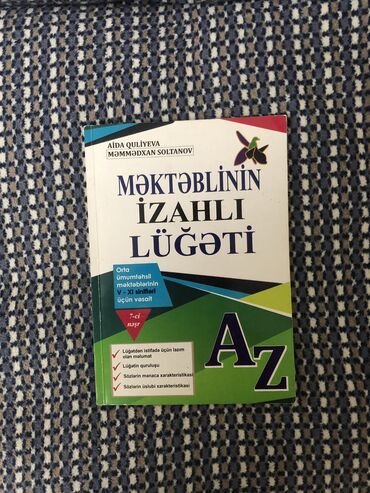 AİDA QULİYEVA
MƏMMƏDXAN SOLTANOV
MƏKTƏBLİNİN
İZAHLI
LÜĞƏTİ
Orta
ümumtəhsil
məktəblərinin
V - XI sinifləri
üçün vəsait
7-ci
nəşr
Lüğətdən istifadə üçün lazım
olan məlumat
Lüğətin quruluşu
Sözlərin mənaca xarakteristikası
Sözlərin üslubi xarakteristikası
AZ